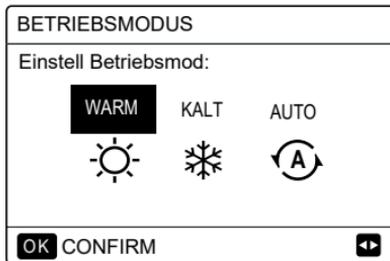 BETRIEBSMODUS
Einstell Betriebsmod:
WARM KALT AUTO
A
OK CONFIRM